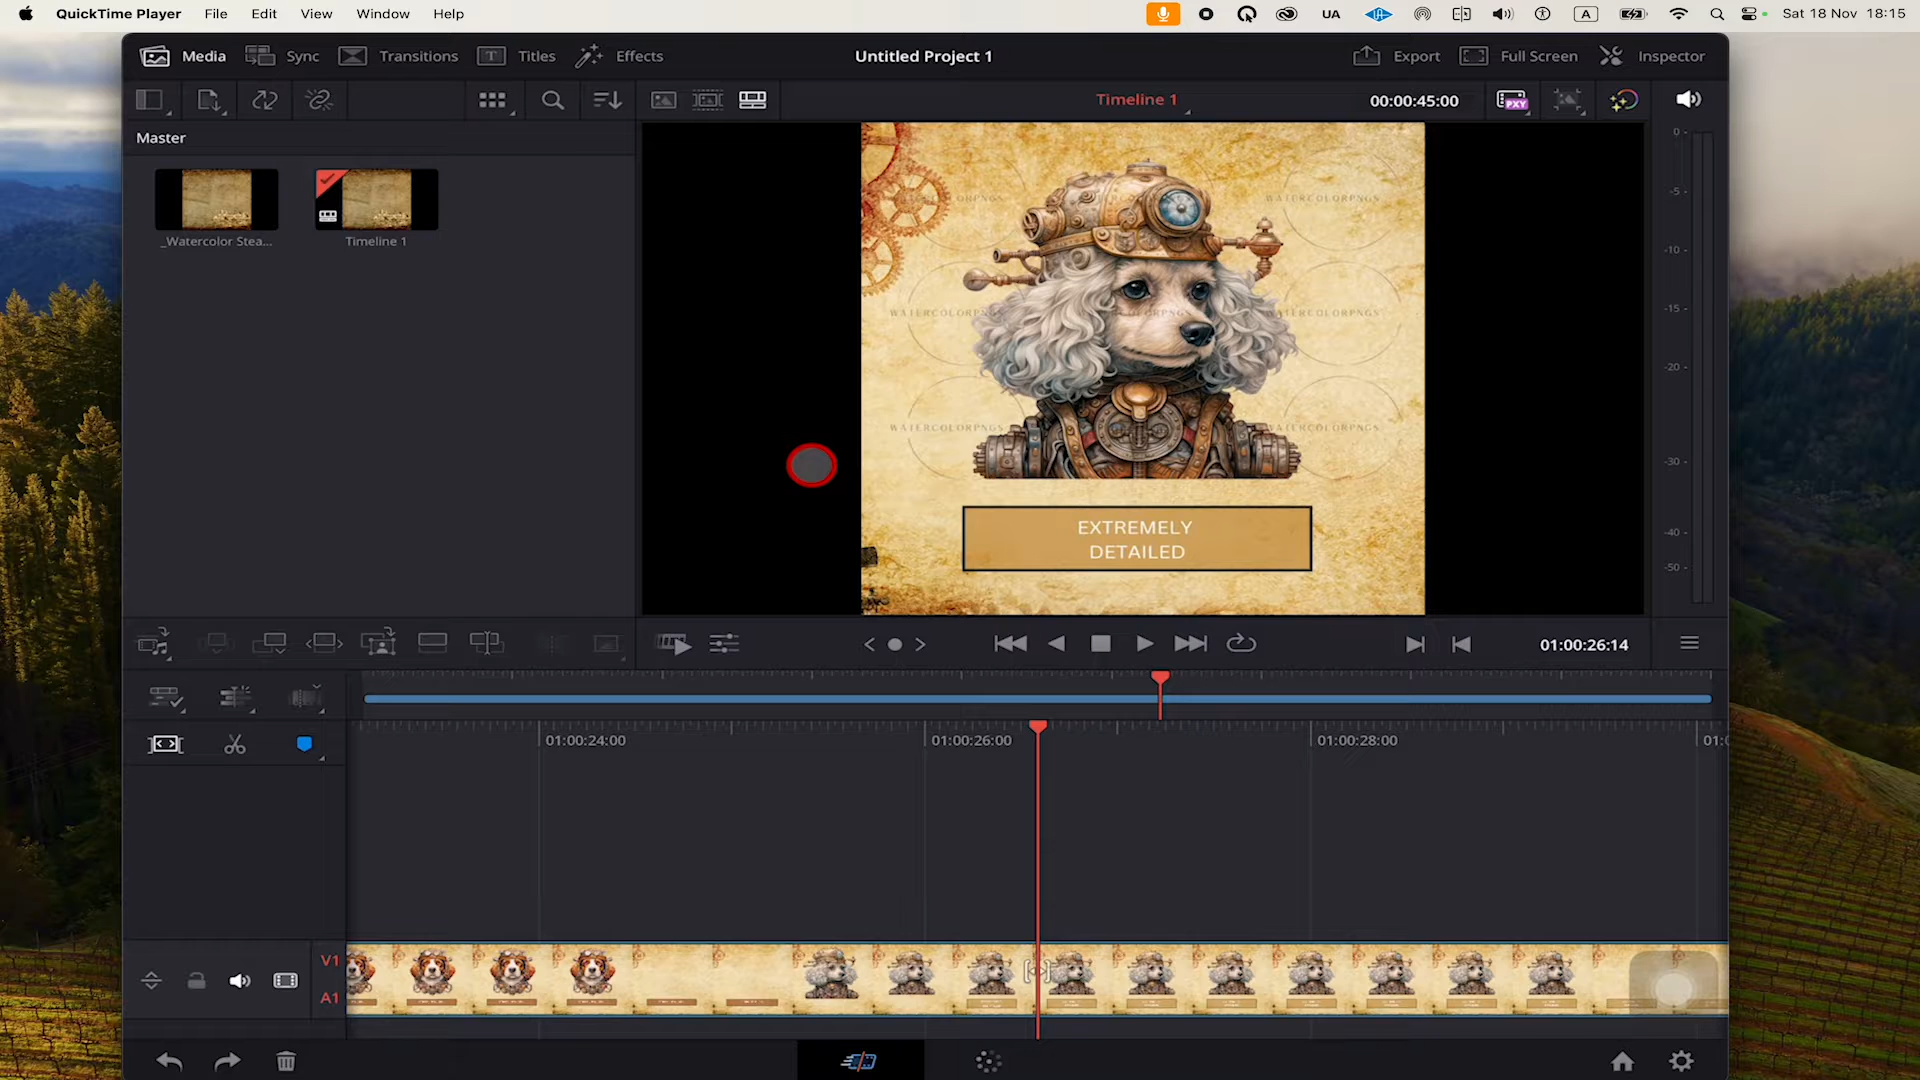 QuickTime Player File Edit View Window Help UA A Sat 18 Nov 18:15
Media Sync Transitions Titles Effects Untitled Project 1 Export Full Screen Inspector
Timeline 1 00:00:45:00 PXY
Master
_Watercolor Stea... Timeline 1
0
-5
-10
-15
-20
-30
-40
-50
WATERCOLORPNGS
WATERCOLORPNGS
WATERCOLORPNGS
WATERCOLORPNGS
EXTREMELY
DETAILED
01:00:26:14
01:00:24:00 01:00:26:00 01:00:28:00
V1
A1